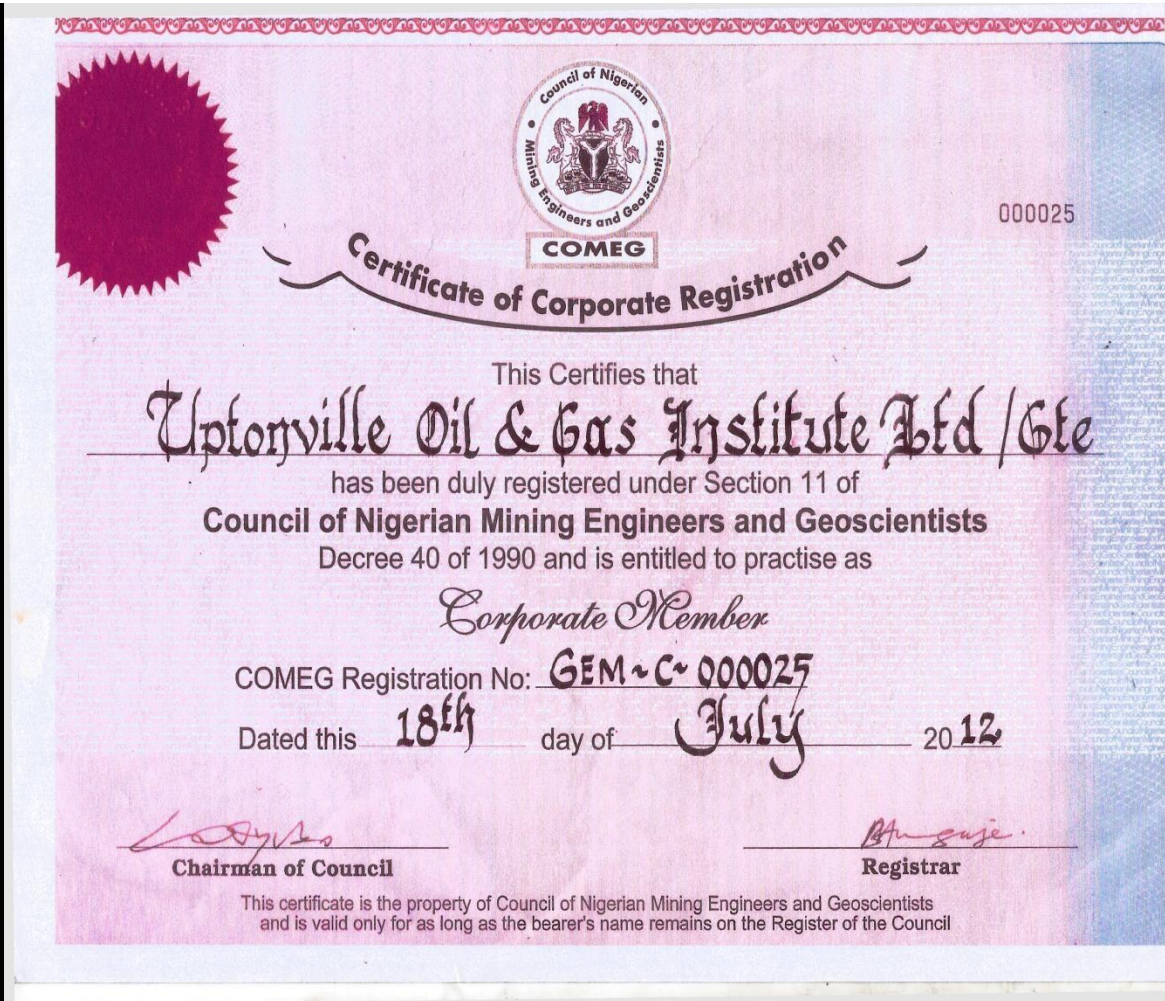 Council of Nigerian
Mining Engineers and Geoscientists
COMEG
000025
Certificate of Corporate Registration
This Certifies that
Uptonville Oil & Gas Institute Ltd /Gte
has been duly registered under Section 11 of
Council of Nigerian Mining Engineers and Geoscientists
Decree 40 of 1990 and is entitled to practise as
Corporate Member
COMEG Registration No: GEM~C~000025
Dated this 18th day of July 2012
Chairman of Council
Registrar
This certificate is the property of Council of Nigerian Mining Engineers and Geoscientists
and is valid only for as long as the bearer's name remains on the Register of the Council